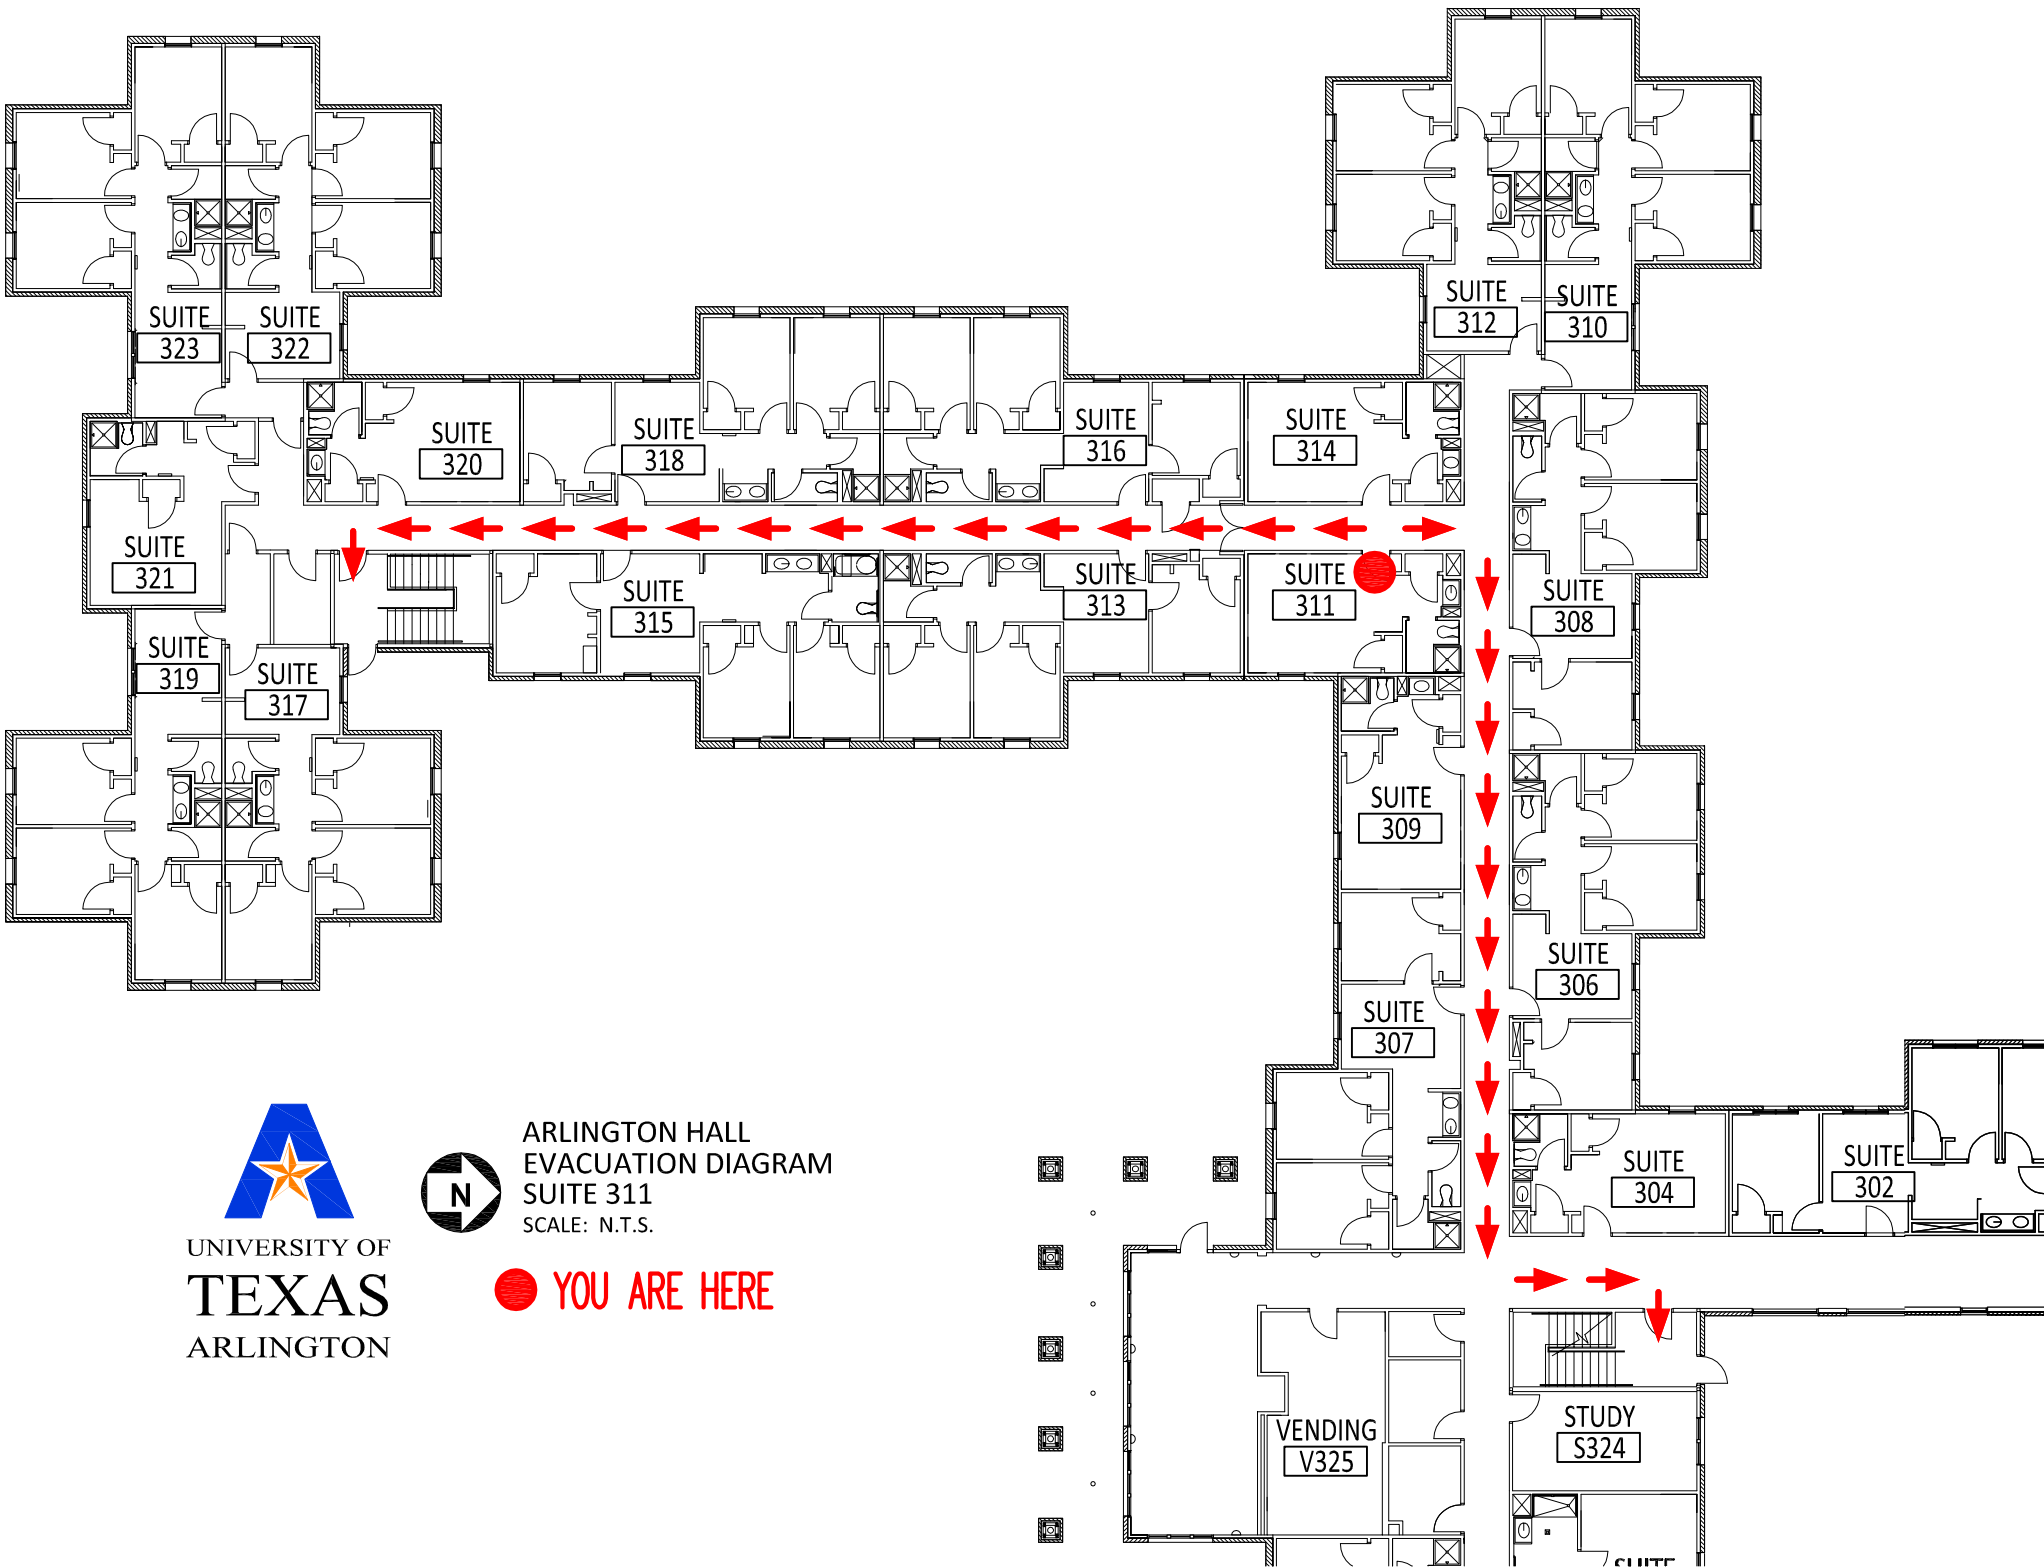 SUITE
312
SUITE
310
SUITE
323
SUITE
322
SUITE
320
SUITE
318
SUITE
316
SUITE
314
SUITE
321
SUITE
315
SUITE
313
SUITE
311
SUITE
308
SUITE
319
SUITE
317
SUITE
309
SUITE
306
SUITE
307
SUITE
304
SUITE
302
N
ARLINGTON HALL
EVACUATION DIAGRAM
SUITE 311
SCALE: N.T.S.
YOU ARE HERE
UNIVERSITY OF
TEXAS
ARLINGTON
VENDING
V325
STUDY
S324
SUITE